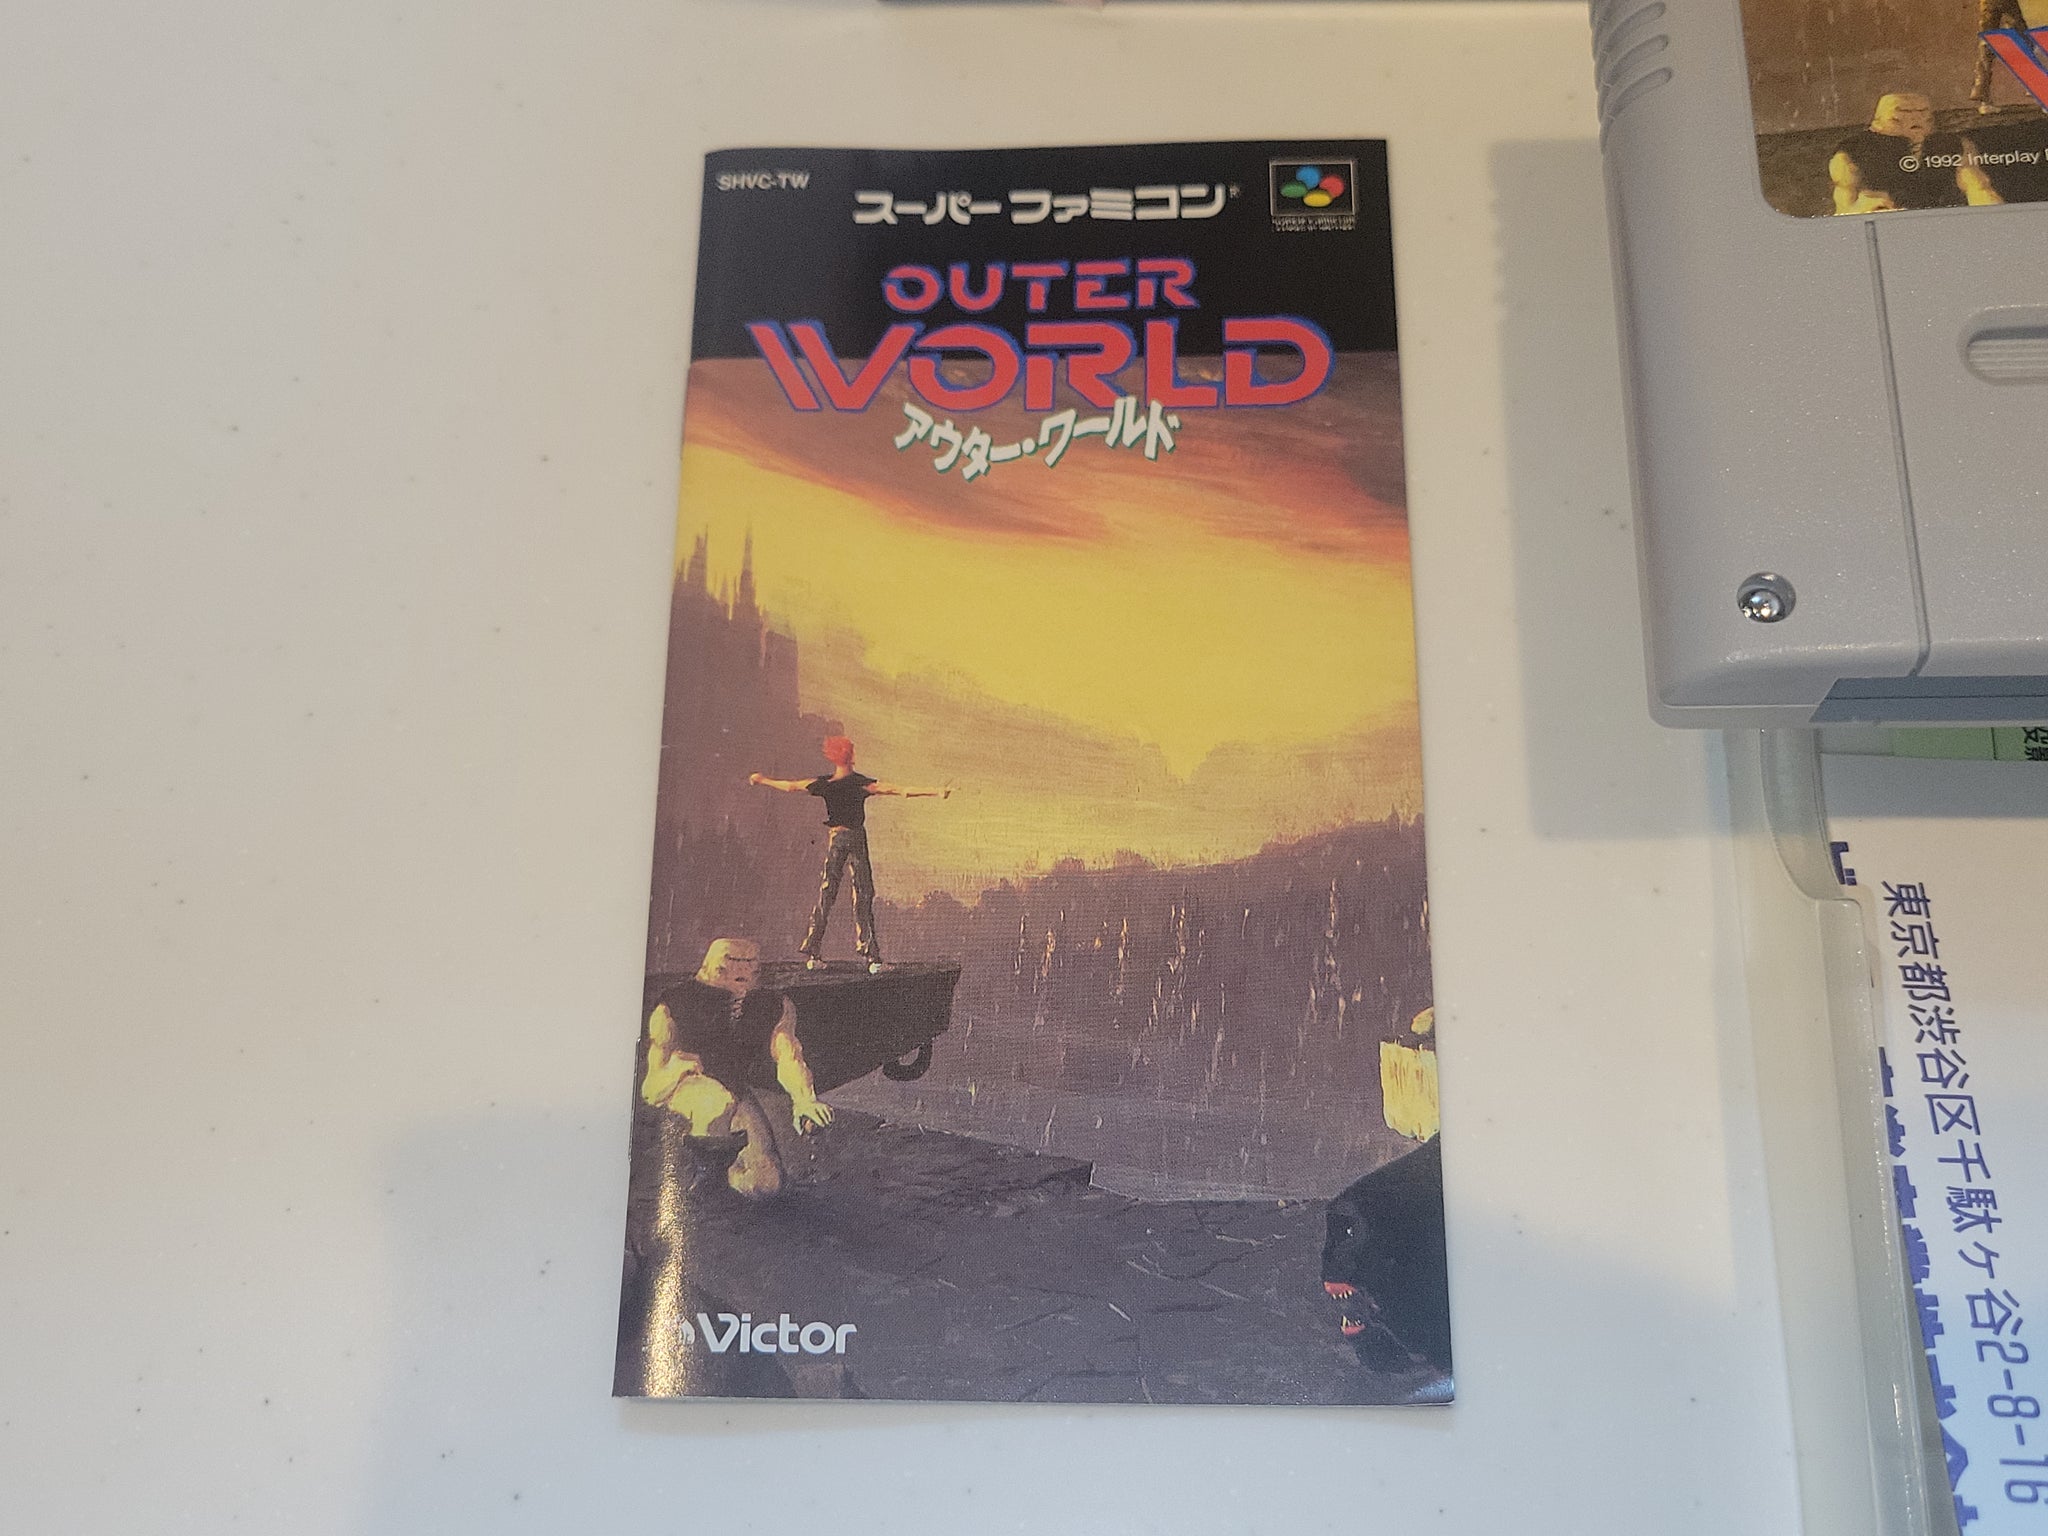 SHVC-TW
スーパーファミコン
OUTER
WORLD
アウター・ワールド
Victor
© 1992 Interplay
東京都渋谷区千駄ヶ谷2-8-16